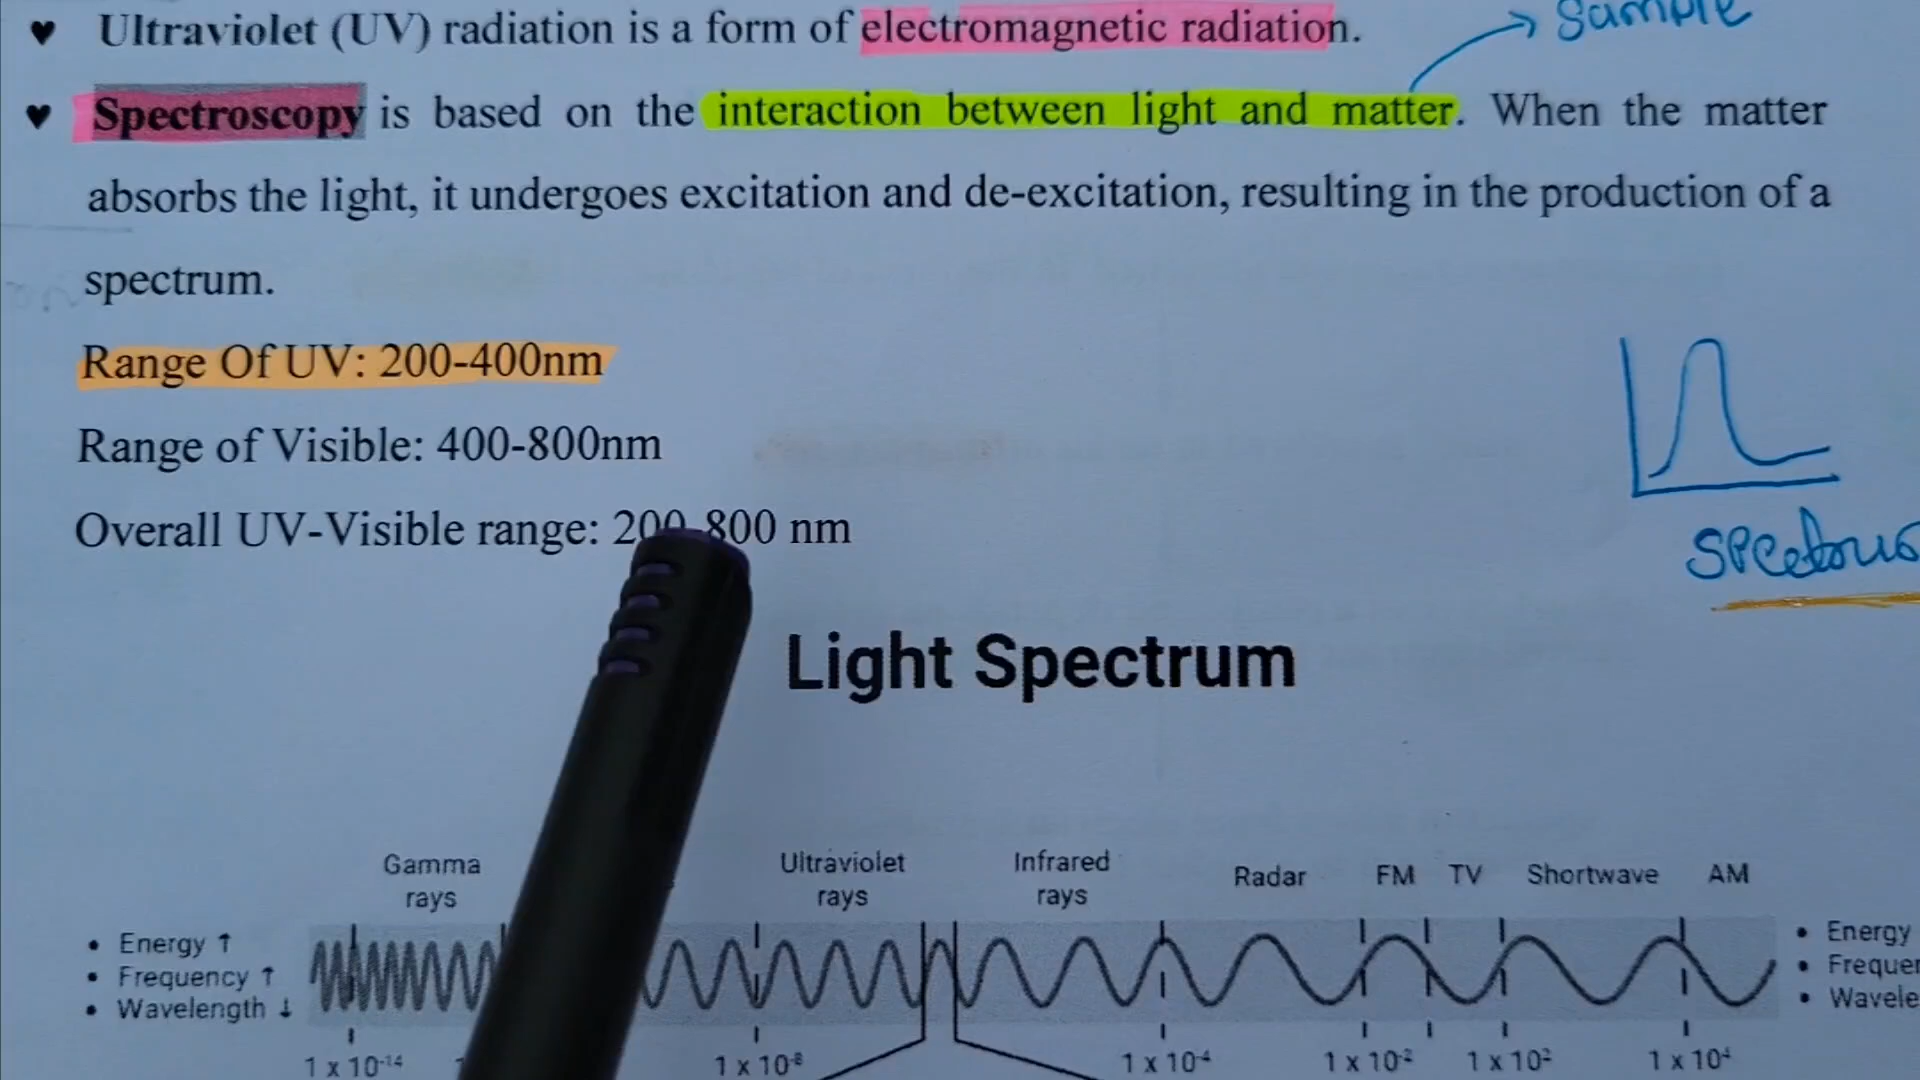 ♥ Ultraviolet (UV) radiation is a form of electromagnetic radiation.
Sample
♥ Spectroscopy is based on the interaction between light and matter. When the matter
absorbs the light, it undergoes excitation and de-excitation, resulting in the production of a
spectrum.
Range Of UV: 200-400nm
Range of Visible: 400-800nm
Overall UV-Visible range: 200-800 nm
Light Spectrum
Gamma rays
Ultraviolet rays
Infrared rays
Radar FM TV Shortwave AM
• Energy ↑
• Frequency ↑
• Wavelength ↓
• Energy
• Frequen
• Wavele
1 x 10⁻¹⁴ 1 x 10⁻⁸ 1 x 10⁻⁴ 1 x 10⁻² 1 x 10² 1 x 10⁴